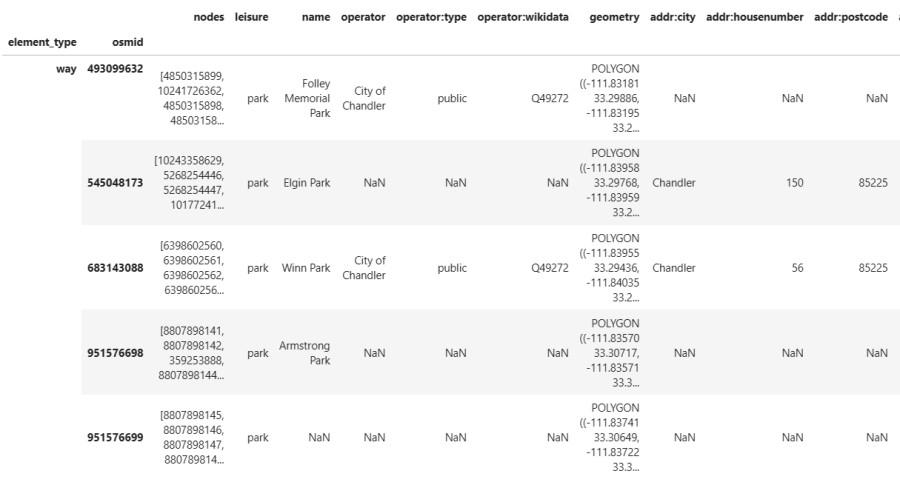 nodes leisure name operator operator:type operator:wikidata geometry addr:city addr:housenumber addr:postcode
element_type osmid
way 493099632 [4850315899, 10241726362, 4850315898, 48503158... park Folley Memorial Park City of Chandler public Q49272 POLYGON ((-111.83181 33.29886, -111.83195 33.2... NaN NaN NaN
545048173 [10243358629, 5268254446, 5268254447, 10177241... park Elgin Park NaN NaN NaN POLYGON ((-111.83958 33.29768, -111.83959 33.2... Chandler 150 85225
683143088 [6398602560, 6398602561, 6398602562, 639860256... park Winn Park City of Chandler public Q49272 POLYGON ((-111.83955 33.29436, -111.84035 33.2... Chandler 56 85225
951576698 [8807898141, 8807898142, 359253888, 8807898144... park Armstrong Park NaN NaN NaN POLYGON ((-111.83570 33.30717, -111.83571 33.3... NaN NaN NaN
951576699 [8807898145, 8807898146, 8807898147, 880789814... park NaN NaN NaN NaN POLYGON ((-111.83741 33.30649, -111.83722 33.3... NaN NaN NaN